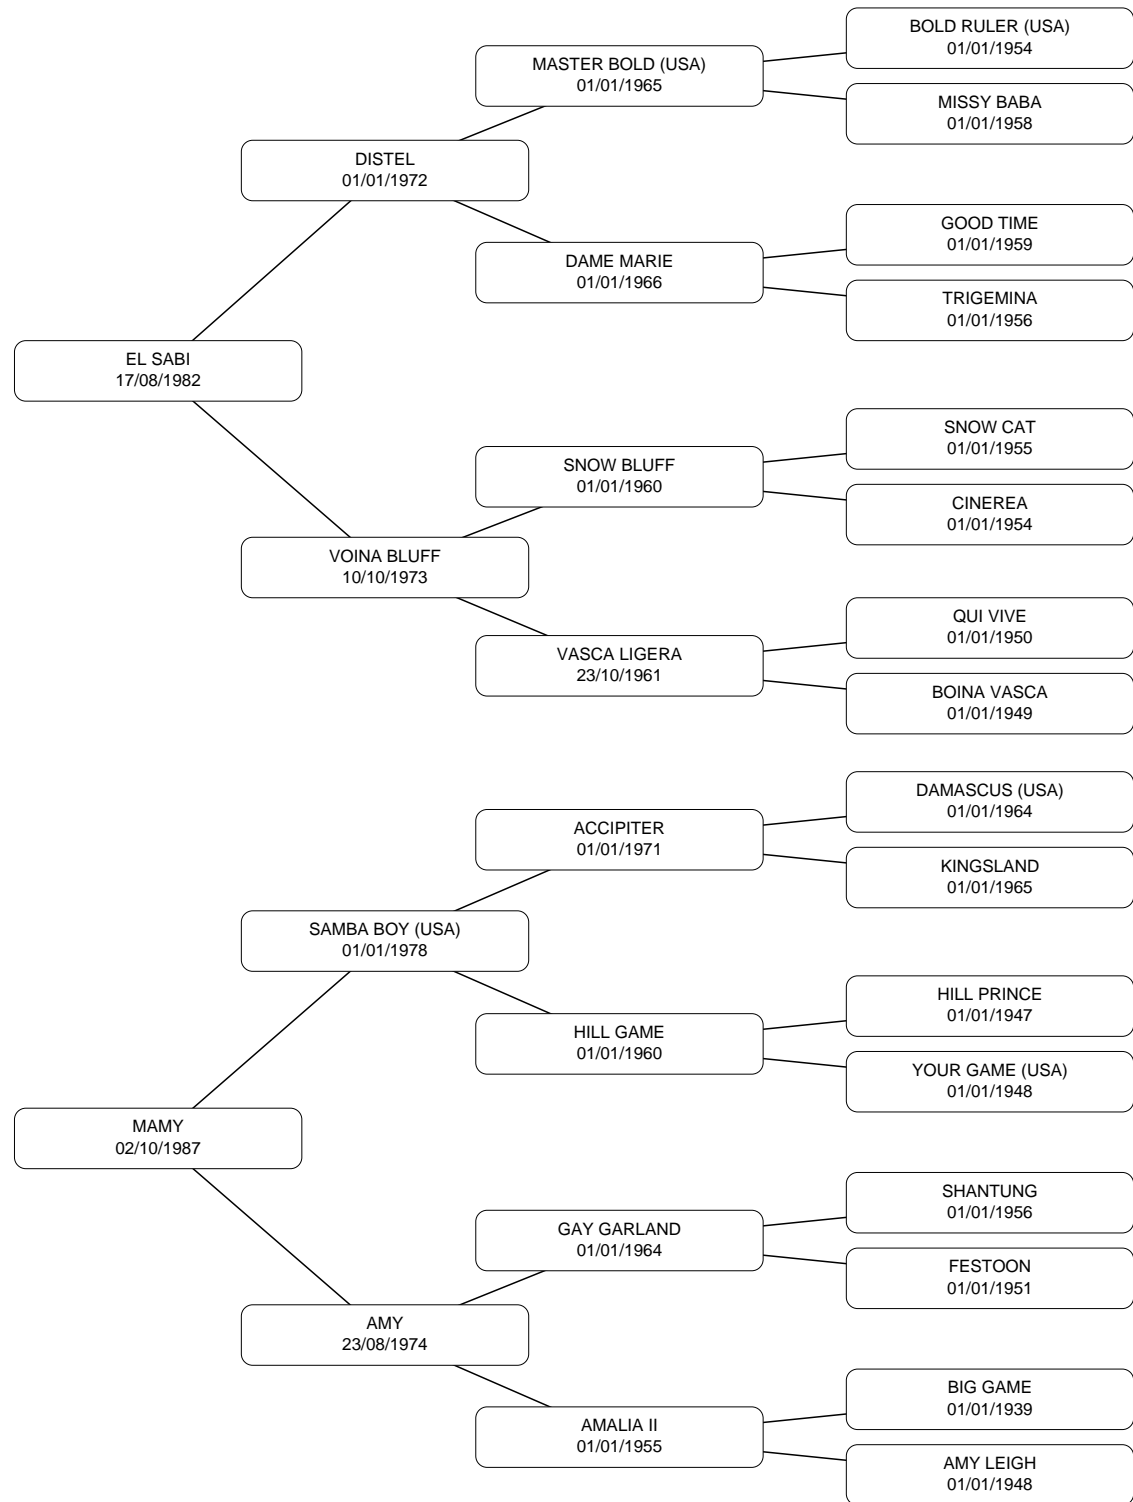 BOLD RULER (USA)
01/01/1954
MASTER BOLD (USA)
01/01/1965
MISSY BABA
01/01/1958
DISTEL
01/01/1972
GOOD TIME
01/01/1959
DAME MARIE
01/01/1966
TRIGEMINA
01/01/1956
EL SABI
17/08/1982
SNOW CAT
01/01/1955
SNOW BLUFF
01/01/1960
CINEREA
01/01/1954
VOINA BLUFF
10/10/1973
QUI VIVE
01/01/1950
VASCA LIGERA
23/10/1961
BOINA VASCA
01/01/1949
DAMASCUS (USA)
01/01/1964
ACCIPITER
01/01/1971
KINGSLAND
01/01/1965
SAMBA BOY (USA)
01/01/1978
HILL PRINCE
01/01/1947
HILL GAME
01/01/1960
YOUR GAME (USA)
01/01/1948
MAMY
02/10/1987
SHANTUNG
01/01/1956
GAY GARLAND
01/01/1964
FESTOON
01/01/1951
AMY
23/08/1974
BIG GAME
01/01/1939
AMALIA II
01/01/1955
AMY LEIGH
01/01/1948